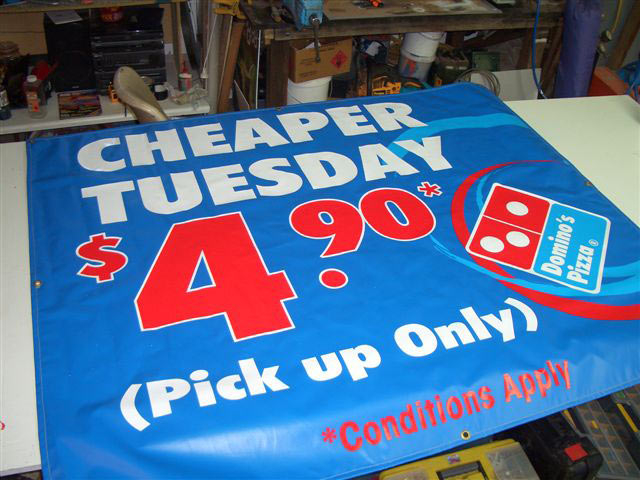 CHEAPER
TUESDAY
$4.90*
Domino's
Pizza®
(Pick up Only)
*Conditions Apply